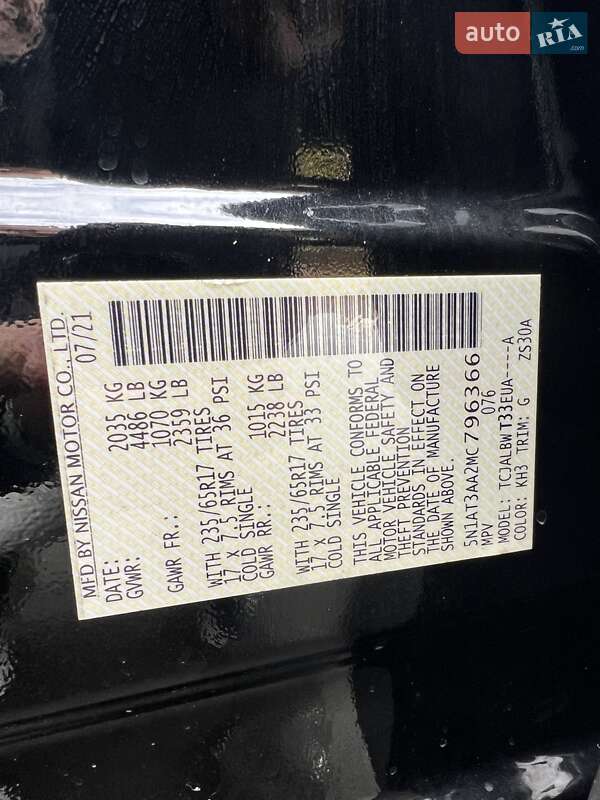 auto RIA .com
MFD BY NISSAN MOTOR CO., LTD.
DATE: 07/21
GVWR: 2035 KG
4486 LB
GAWR FR.: 1070 KG
2359 LB
WITH 235/65R17 TIRES
17 X 7.5 RIMS AT 36 PSI
COLD SINGLE
GAWR RR.: 1015 KG
2238 LB
WITH 235/65R17 TIRES
17 X 7.5 RIMS AT 33 PSI
COLD SINGLE
THIS VEHICLE CONFORMS TO
ALL APPLICABLE FEDERAL
MOTOR VEHICLE SAFETY AND
THEFT PREVENTION
STANDARDS IN EFFECT ON
THE DATE OF MANUFACTURE
SHOWN ABOVE.
5N1AT3AA2MC796366
MPV 076
MODEL: TCJALBWT33EUA----A
COLOR: KH3 TRIM: G ZS30A